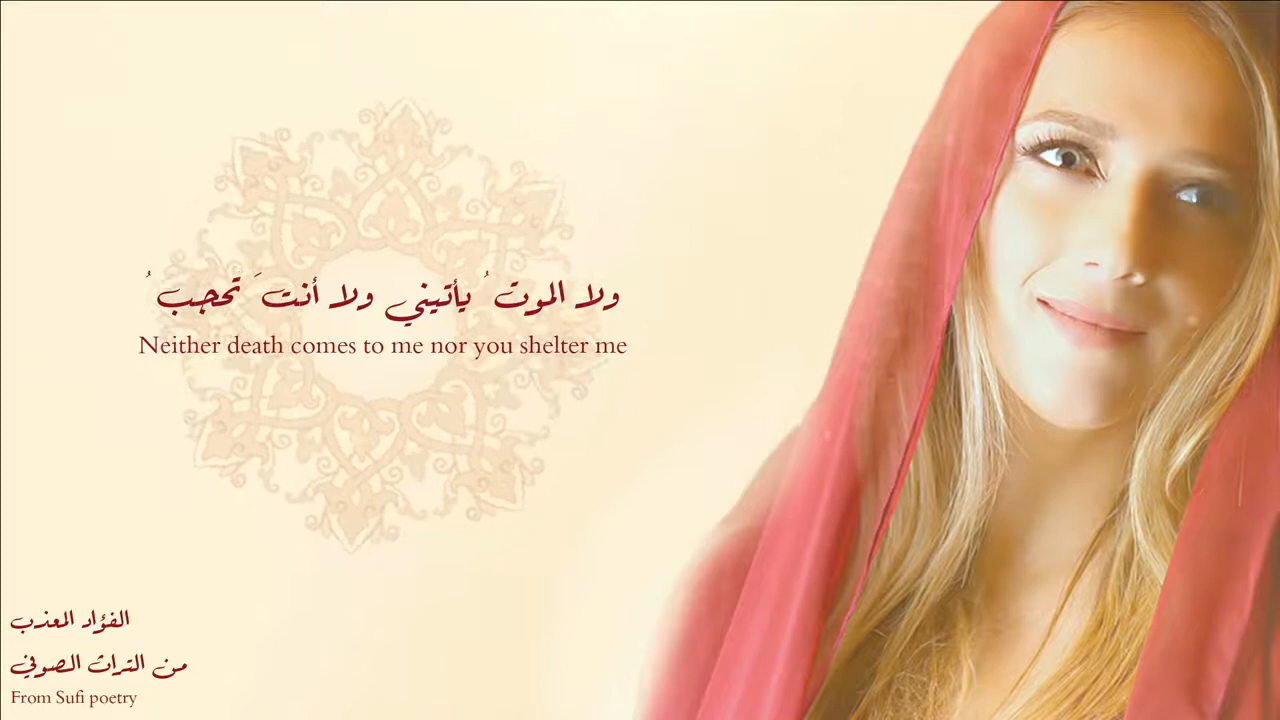 ولا الموتُ يأتيني ولا أنتَ تحجبُ
Neither death comes to me nor you shelter me
الفؤاد المعذب
من التراث الصوفي
From Sufi poetry